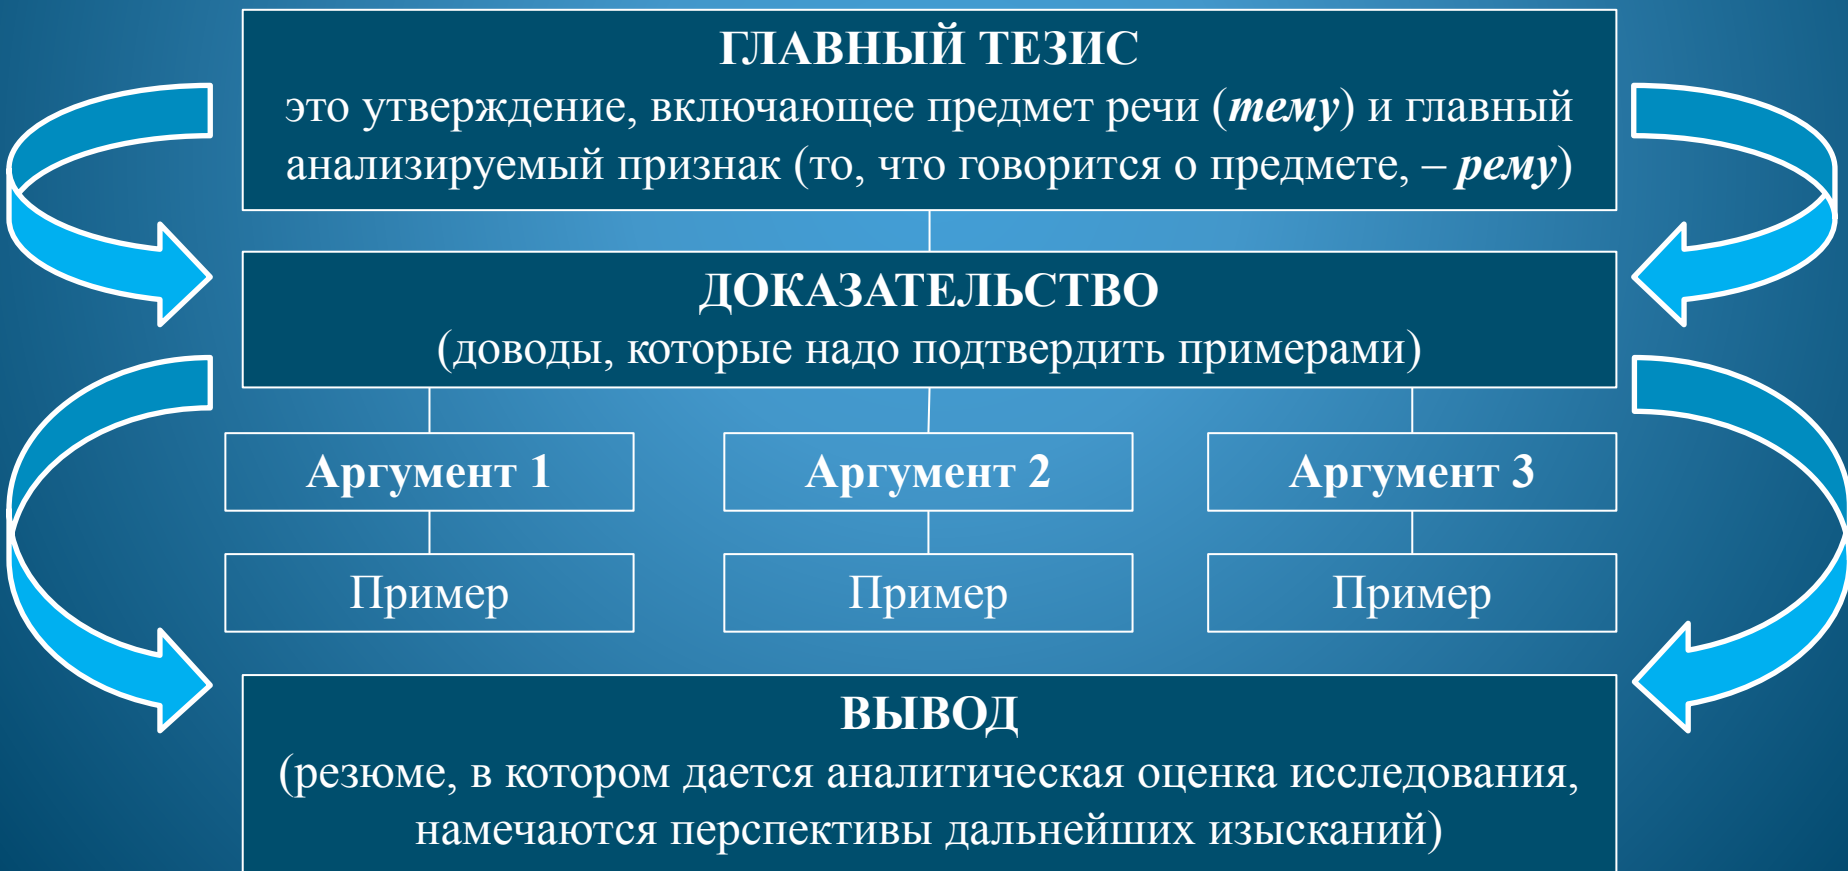 ГЛАВНЫЙ ТЕЗИС
это утверждение, включающее предмет речи (тему) и главный
анализируемый признак (то, что говорится о предмете, – рему)
ДОКАЗАТЕЛЬСТВО
(доводы, которые надо подтвердить примерами)
Аргумент 1
Аргумент 2
Аргумент 3
Пример
Пример
Пример
ВЫВОД
(резюме, в котором дается аналитическая оценка исследования,
намечаются перспективы дальнейших изысканий)